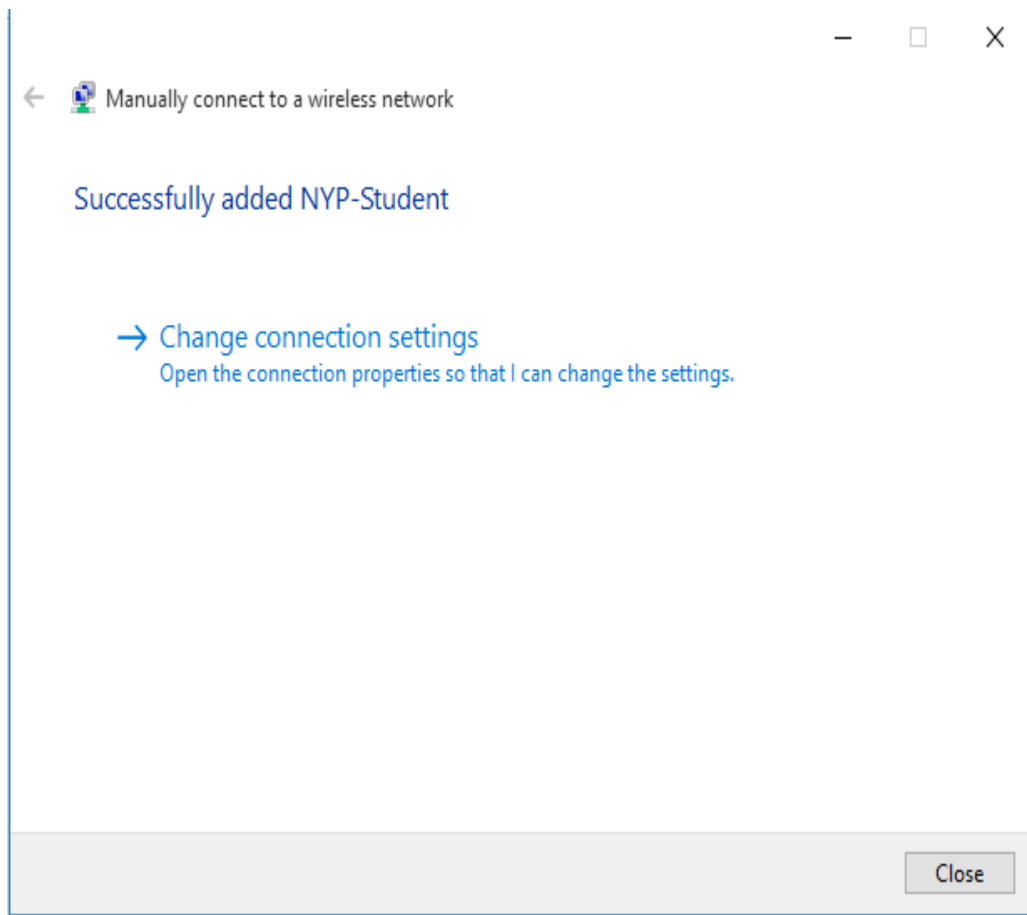 Manually connect to a wireless network
Successfully added NYP-Student
Change connection settings
Open the connection properties so that I can change the settings.
Close